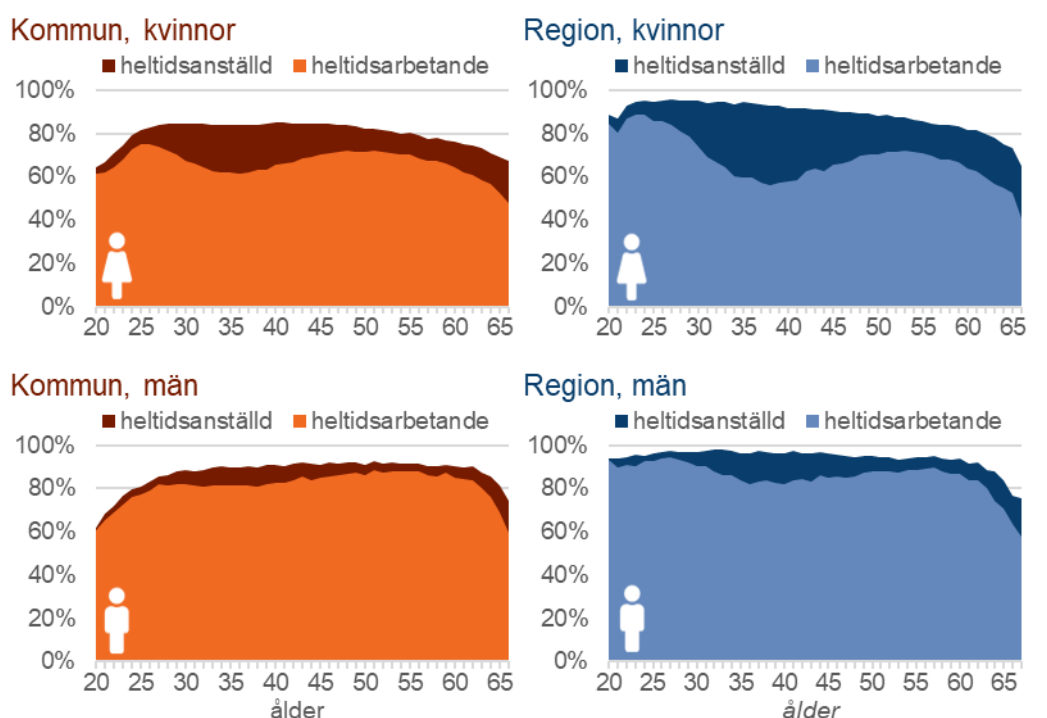 Kommun, kvinnor
heltidsanställd heltidsarbetande
100%
80%
60%
40%
20%
0%
20 25 30 35 40 45 50 55 60 65
Region, kvinnor
heltidsanställd heltidsarbetande
100%
80%
60%
40%
20%
0%
20 25 30 35 40 45 50 55 60 65
Kommun, män
heltidsanställd heltidsarbetande
100%
80%
60%
40%
20%
0%
20 25 30 35 40 45 50 55 60 65
ålder
Region, män
heltidsanställd heltidsarbetande
100%
80%
60%
40%
20%
0%
20 25 30 35 40 45 50 55 60 65
ålder